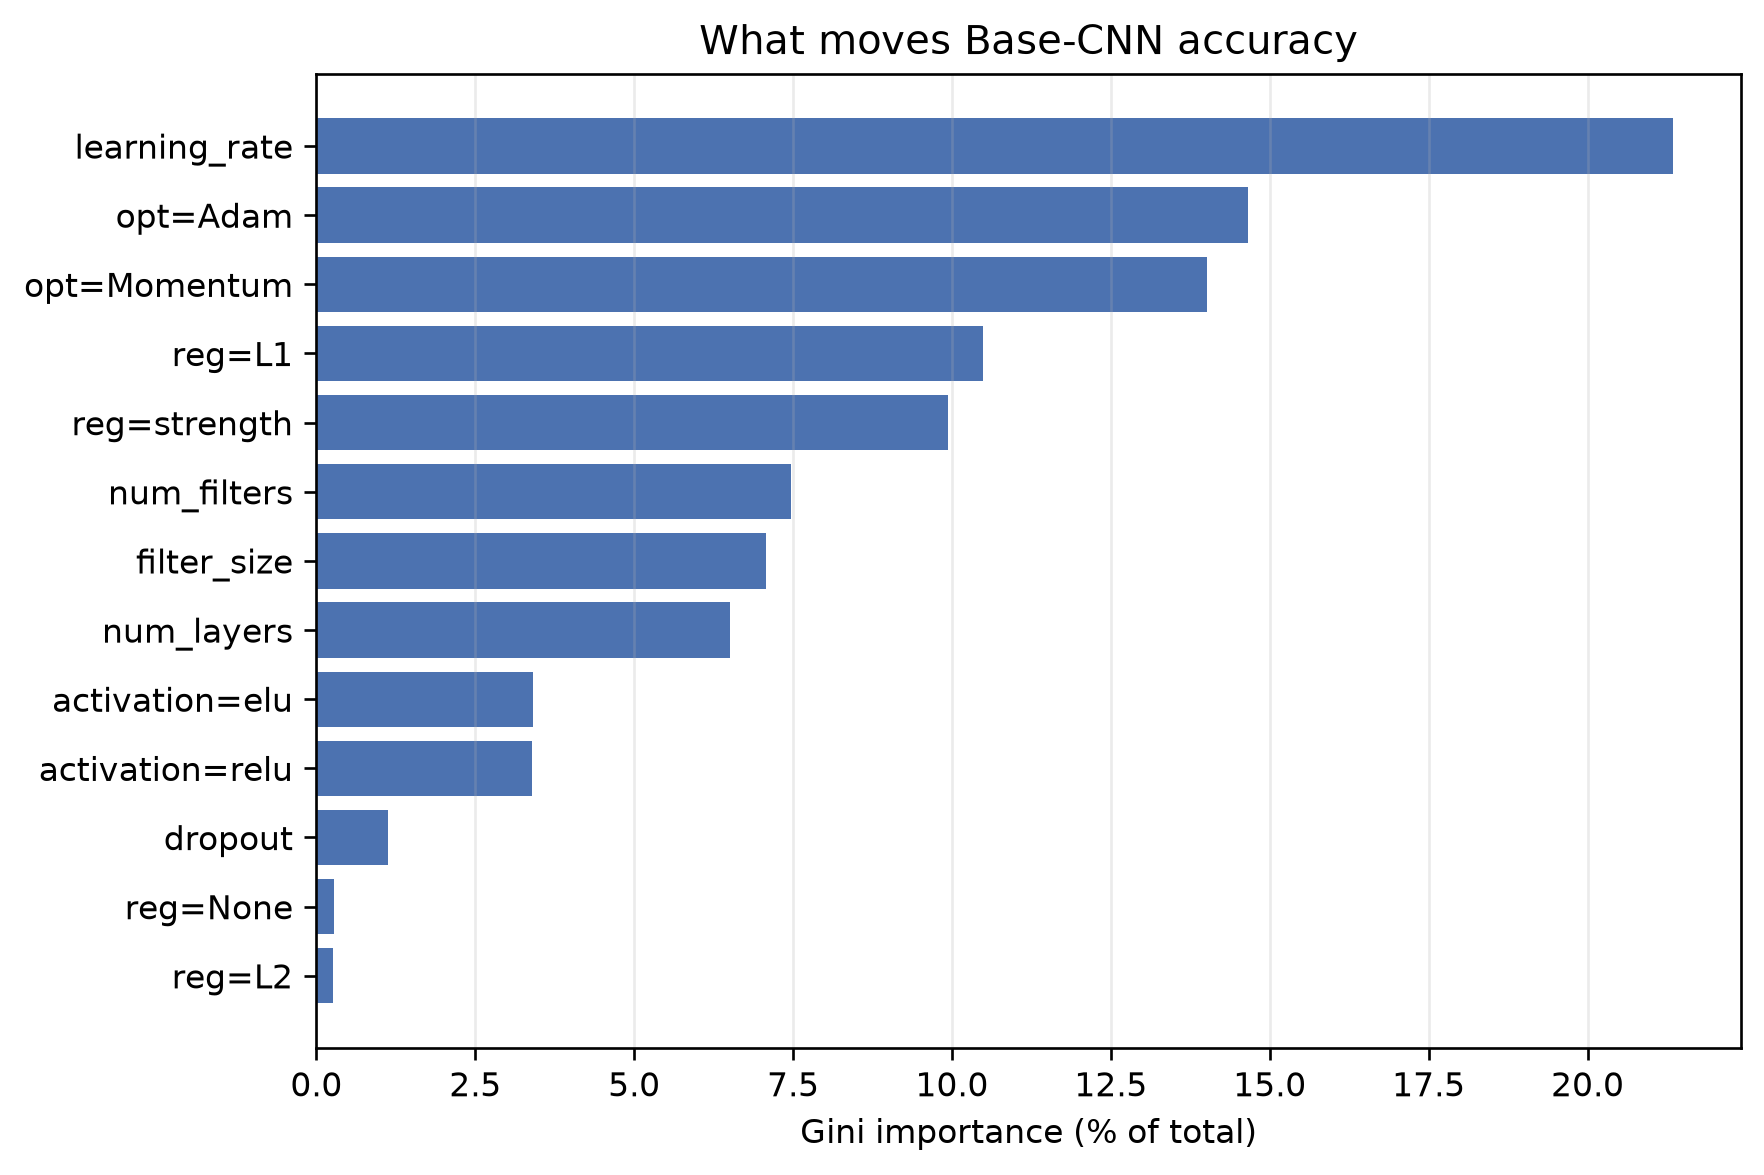 What moves Base-CNN accuracy
learning_rate
opt=Adam
opt=Momentum
reg=L1
reg=strength
num_filters
filter_size
num_layers
activation=elu
activation=relu
dropout
reg=None
reg=L2
0.0 2.5 5.0 7.5 10.0 12.5 15.0 17.5 20.0
Gini importance (% of total)